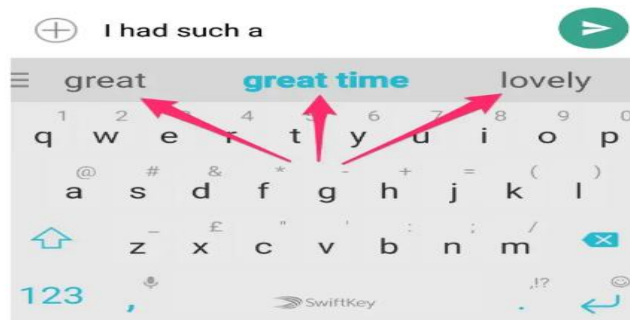 I had such a
great great time lovely
1 2 3 4 5 6 7 8 9 0
q w e r t y u i o p
@ # & * - + = ( )
a s d f g h j k l
_ £ " ' : ; /
z x c v b n m
123 , SwiftKey ,!? .